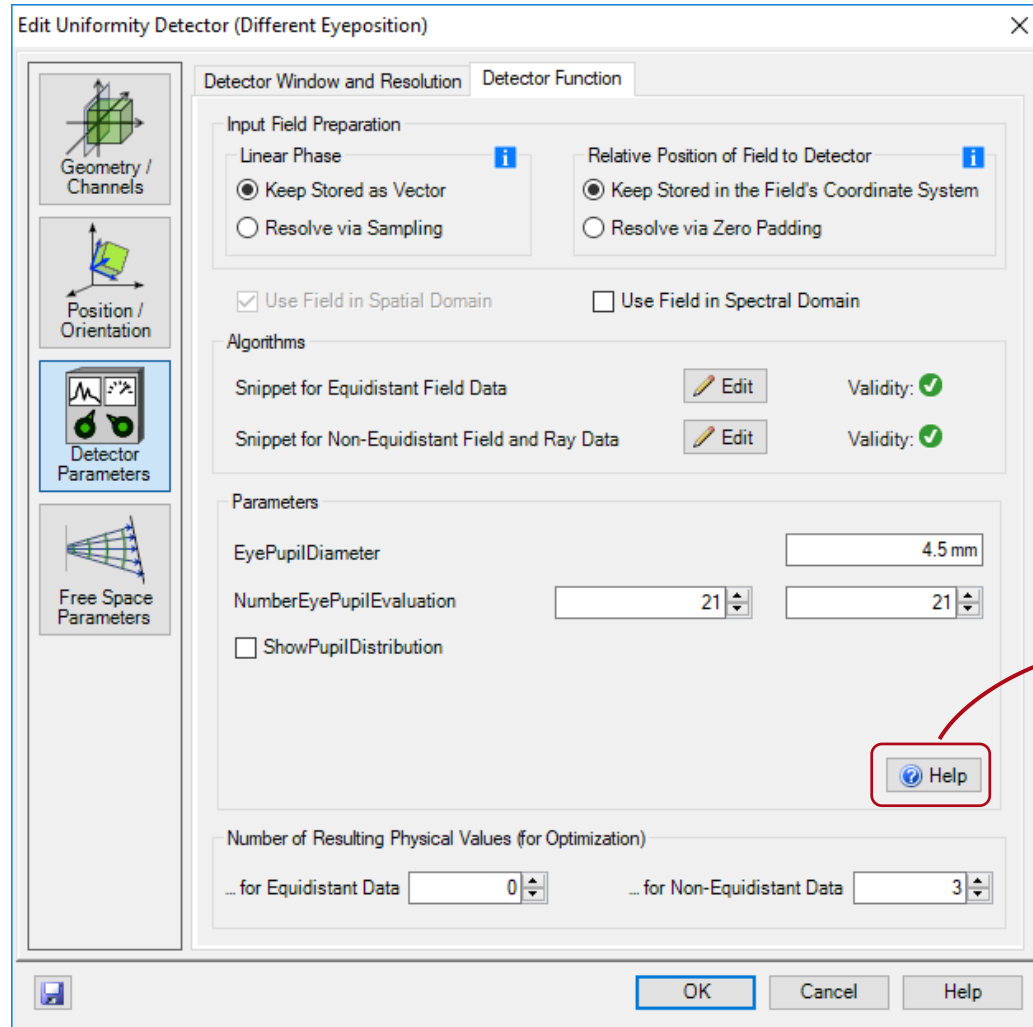 Edit Uniformity Detector (Different Eyeposition)
Geometry /
Channels
Position /
Orientation
Detector
Parameters
Free Space
Parameters
Detector Window and Resolution
Detector Function
Input Field Preparation
Linear Phase
Keep Stored as Vector
Resolve via Sampling
Relative Position of Field to Detector
Keep Stored in the Field's Coordinate System
Resolve via Zero Padding
Use Field in Spatial Domain
Use Field in Spectral Domain
Algorithms
Snippet for Equidistant Field Data Edit Validity:
Snippet for Non-Equidistant Field and Ray Data Edit Validity:
Parameters
EyePupilDiameter 4.5 mm
NumberEyePupilEvaluation 21 21
ShowPupilDistribution
Help
Number of Resulting Physical Values (for Optimization)
... for Equidistant Data 0 ... for Non-Equidistant Data 3
OK Cancel Help